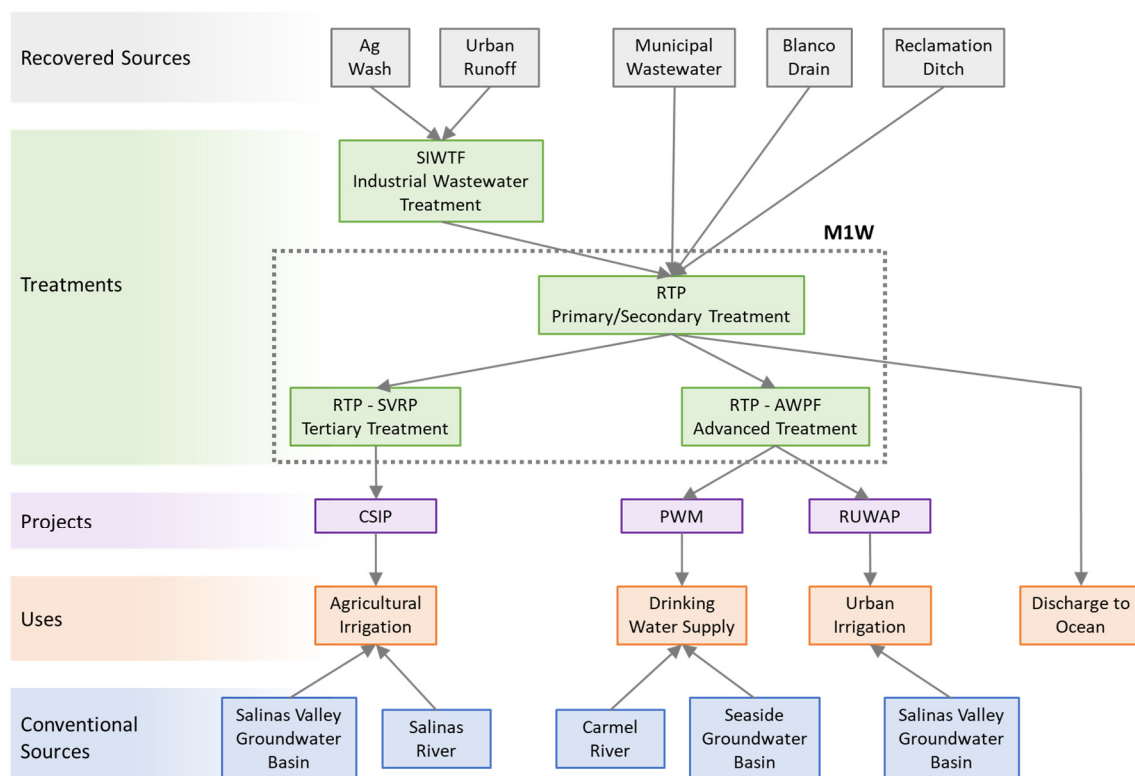 Recovered Sources
Ag
Wash
Urban
Runoff
Municipal
Wastewater
Blanco
Drain
Reclamation
Ditch
Treatments
SIWTF
Industrial Wastewater
Treatment
M1W
RTP
Primary/Secondary Treatment
RTP - SVRP
Tertiary Treatment
RTP - AWPF
Advanced Treatment
Projects
CSIP
PWM
RUWAP
Uses
Agricultural
Irrigation
Drinking
Water Supply
Urban
Irrigation
Discharge to
Ocean
Conventional
Sources
Salinas Valley
Groundwater
Basin
Salinas
River
Carmel
River
Seaside
Groundwater
Basin
Salinas Valley
Groundwater
Basin